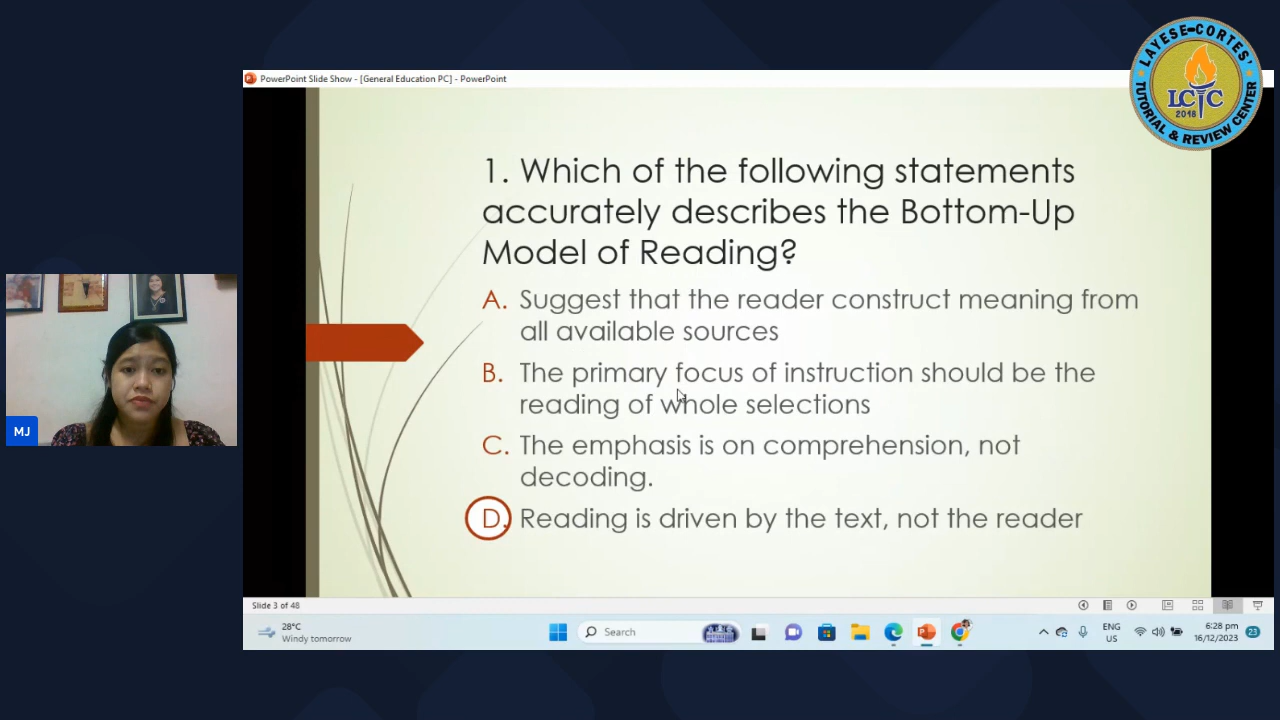 LAYESE-CORTES'
LCTC
2018
TUTORIAL & REVIEW CENTER
PowerPoint Slide Show - [General Education PC] - PowerPoint
1. Which of the following statements
accurately describes the Bottom-Up
Model of Reading?
A. Suggest that the reader construct meaning from
all available sources
B. The primary focus of instruction should be the
reading of whole selections
C. The emphasis is on comprehension, not
decoding.
D. Reading is driven by the text, not the reader
MJ
Slide 3 of 48
28°C
Windy tomorrow
Search
ENG
US
6:28 pm
16/12/2023
23